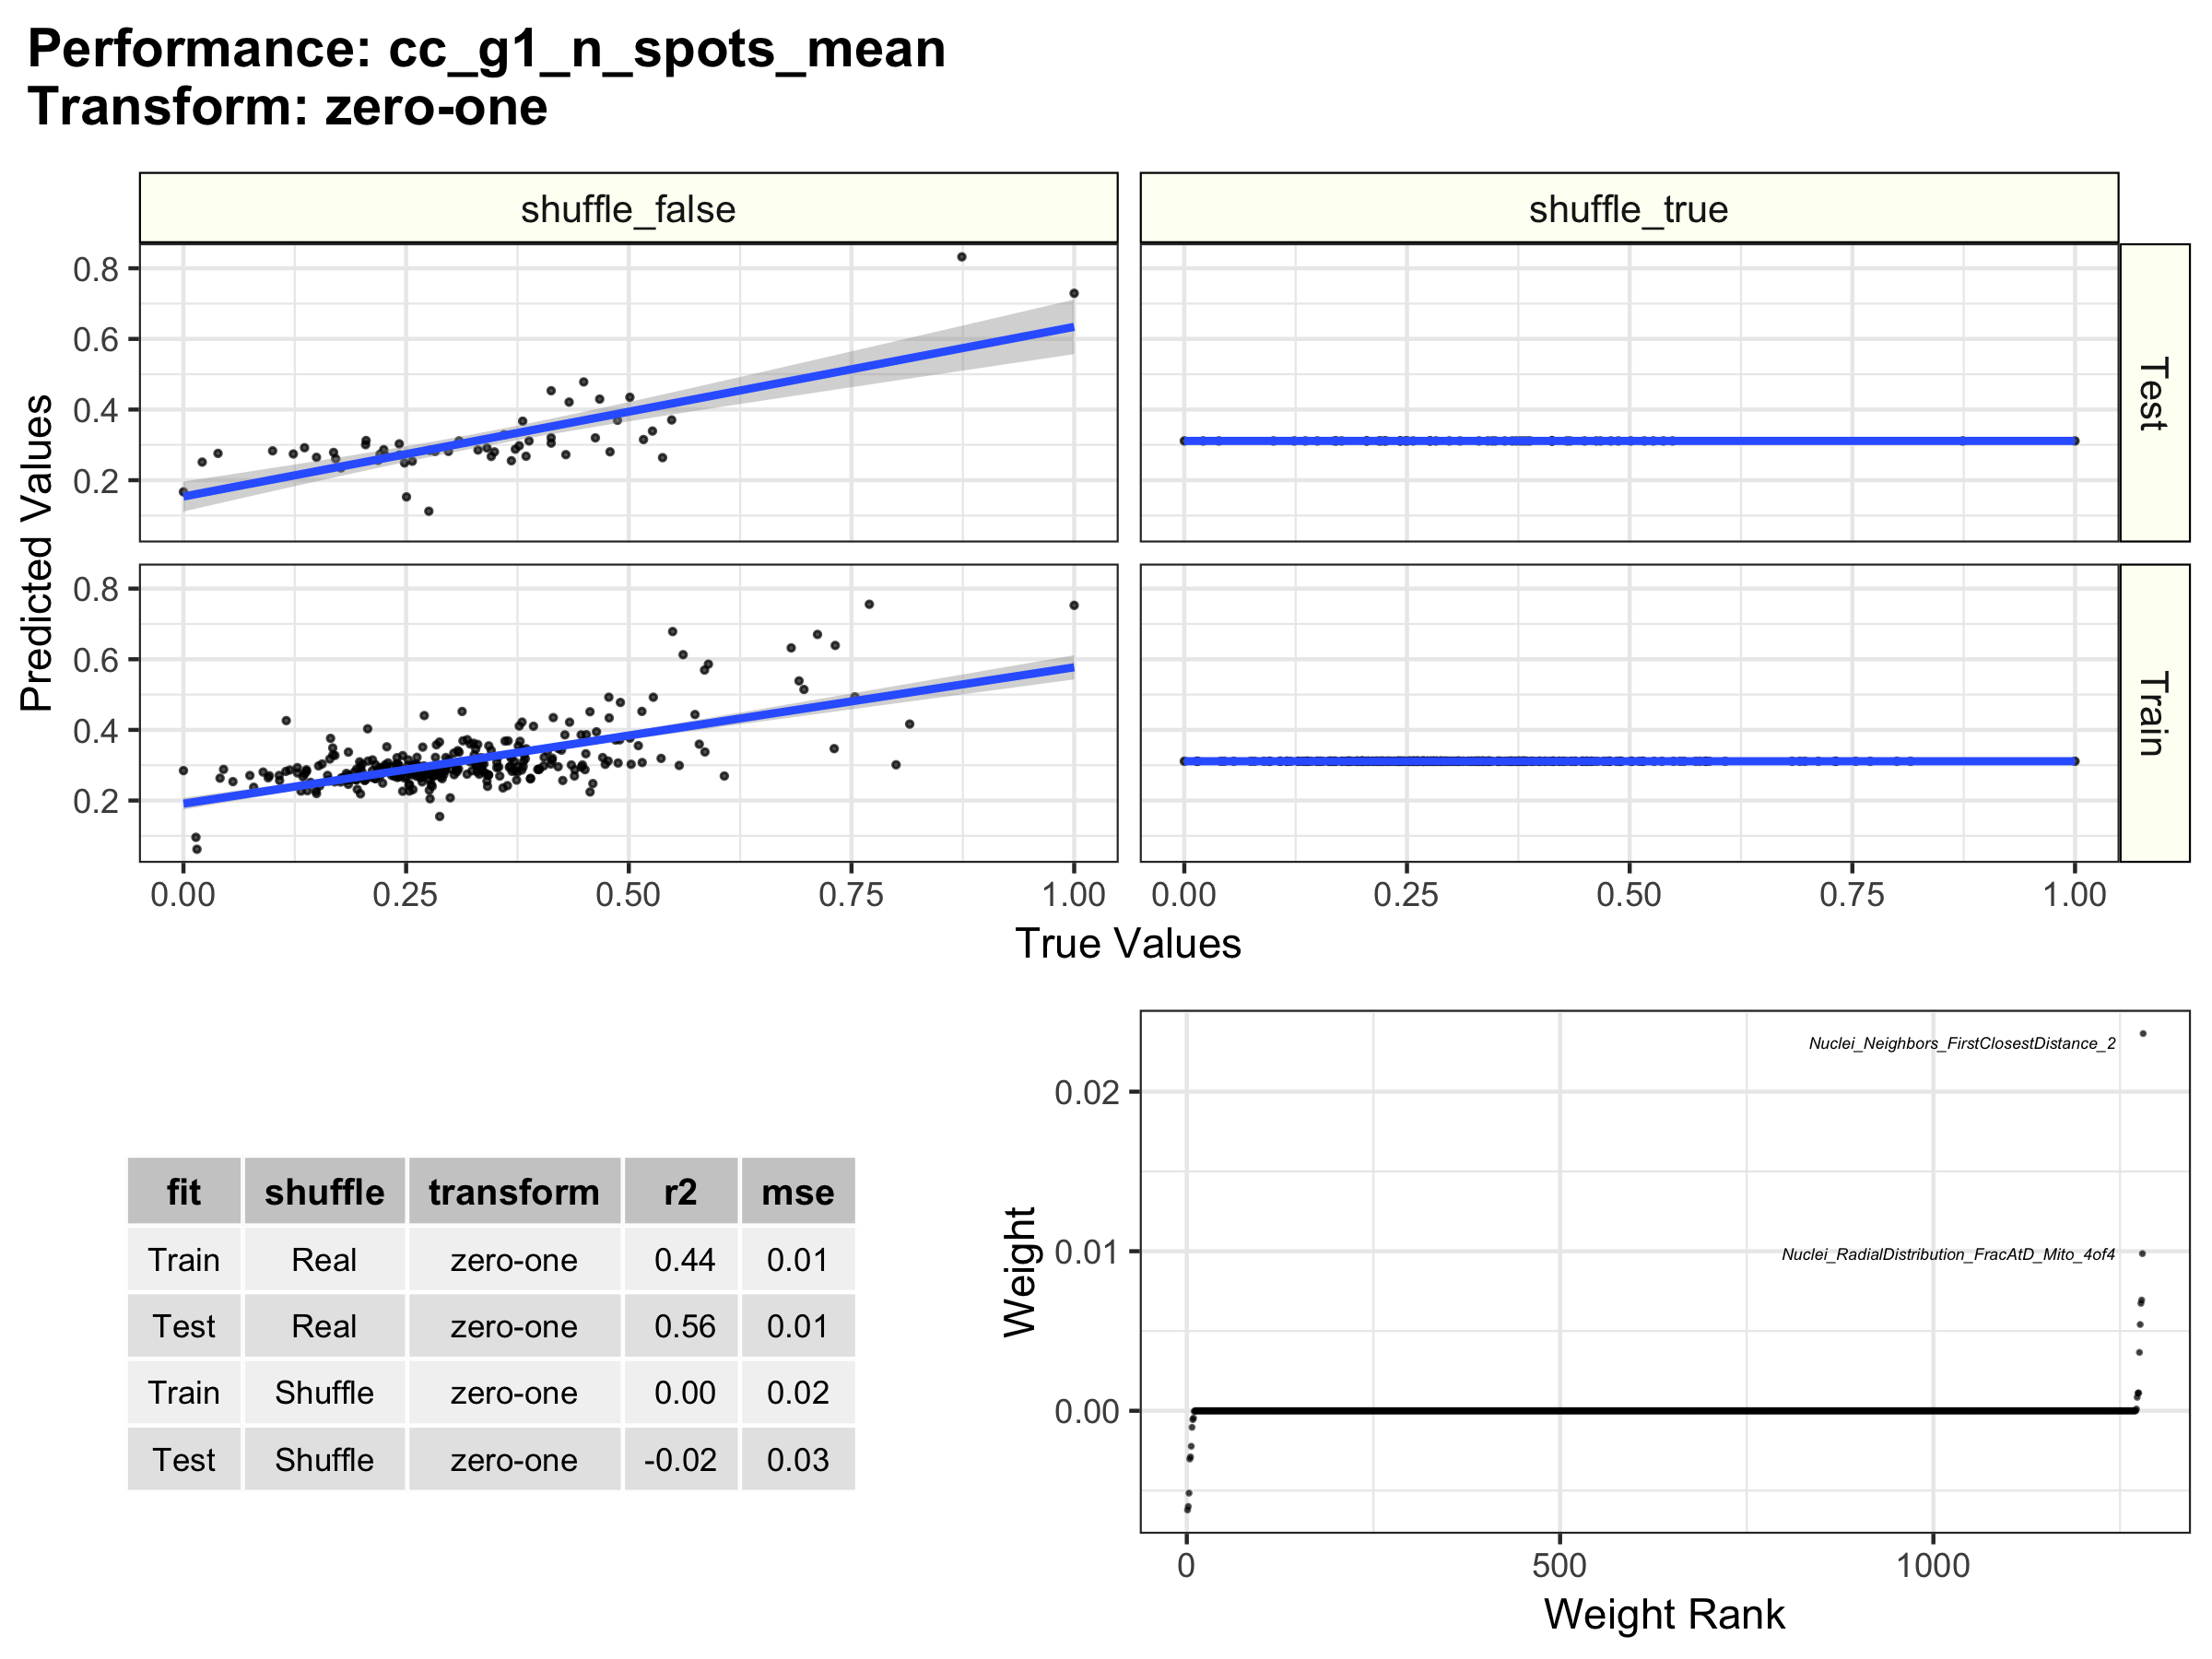 Performance: cc_g1_n_spots_mean
Transform: zero-one
shuffle_false
shuffle_true
Predicted Values
0.8
0.6
0.4
0.2
Test
0.8
0.6
0.4
0.2
Train
0.00 0.25 0.50 0.75 1.00
0.00 0.25 0.50 0.75 1.00
True Values
fit shuffle transform r2 mse
Train Real zero-one 0.44 0.01
Test Real zero-one 0.56 0.01
Train Shuffle zero-one 0.00 0.02
Test Shuffle zero-one -0.02 0.03
Weight
0.02
0.01
0.00
Nuclei_Neighbors_FirstClosestDistance_2
Nuclei_RadialDistribution_FracAtD_Mito_4of4
0 500 1000
Weight Rank